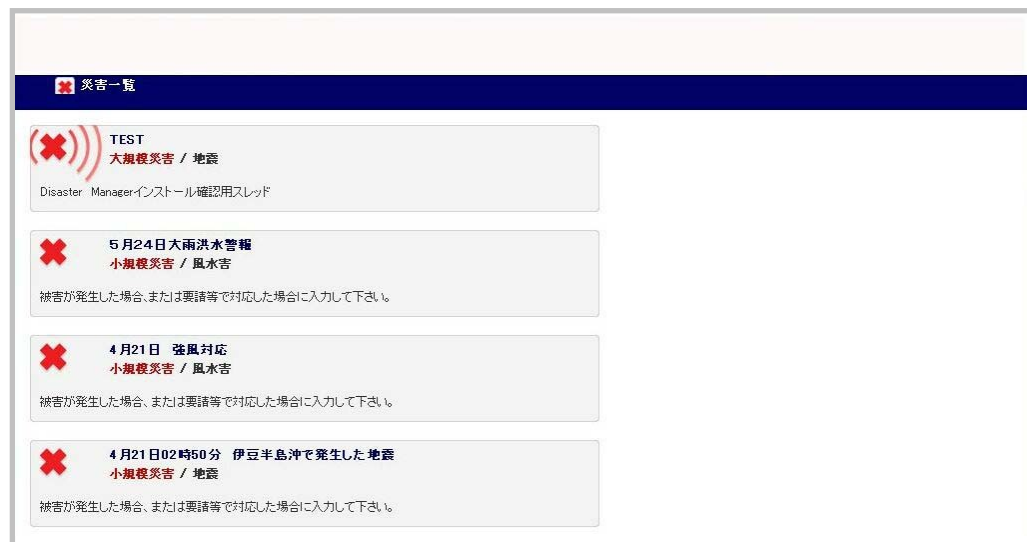 災害一覧
TEST
大規模災害 / 地震
Disaster Managerインストール確認用スレッド
5月24日大雨洪水警報
小規模災害 / 風水害
被害が発生した場合、または要請等で対応した場合に入力して下さい。
4月21日 強風対応
小規模災害 / 風水害
被害が発生した場合、または要請等で対応した場合に入力して下さい。
4月21日02時50分 伊豆半島沖で発生した地震
小規模災害 / 地震
被害が発生した場合、または要請等で対応した場合に入力して下さい。